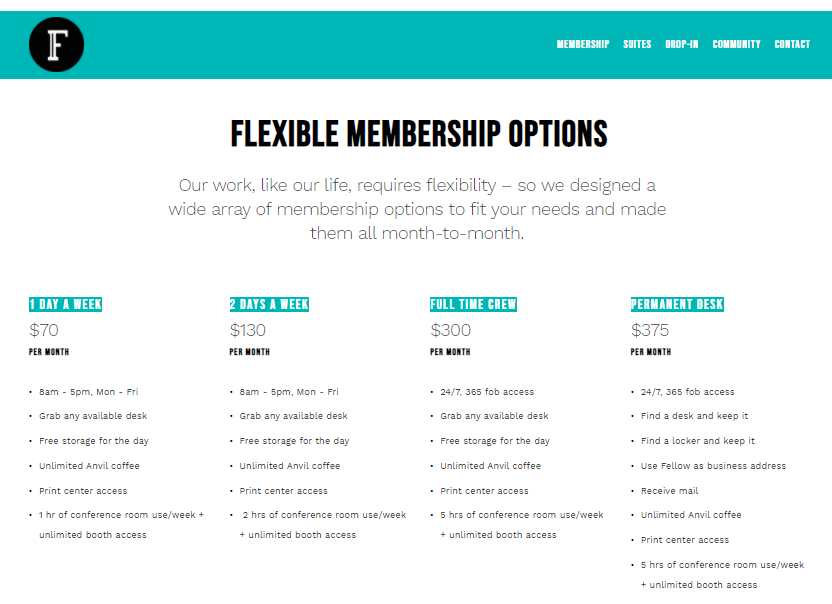 F
MEMBERSHIP SUITES DROP-IN COMMUNITY CONTACT
FLEXIBLE MEMBERSHIP OPTIONS
Our work, like our life, requires flexibility – so we designed a
wide array of membership options to fit your needs and made
them all month-to-month.
1 DAY A WEEK
$70
PER MONTH
• 8am - 5pm, Mon - Fri
• Grab any available desk
• Free storage for the day
• Unlimited Anvil coffee
• Print center access
• 1 hr of conference room use/week +
unlimited booth access
2 DAYS A WEEK
$130
PER MONTH
• 8am - 5pm, Mon - Fri
• Grab any available desk
• Free storage for the day
• Unlimited Anvil coffee
• Print center access
• 2 hrs of conference room use/week
+ unlimited booth access
FULL TIME CREW
$300
PER MONTH
• 24/7, 365 fob access
• Grab any available desk
• Free storage for the day
• Unlimited Anvil coffee
• Print center access
• 5 hrs of conference room use/week
+ unlimited booth access
PERMANENT DESK
$375
PER MONTH
• 24/7, 365 fob access
• Find a desk and keep it
• Find a locker and keep it
• Use Fellow as business address
• Receive mail
• Unlimited Anvil coffee
• Print center access
• 5 hrs of conference room use/week
+ unlimited booth access